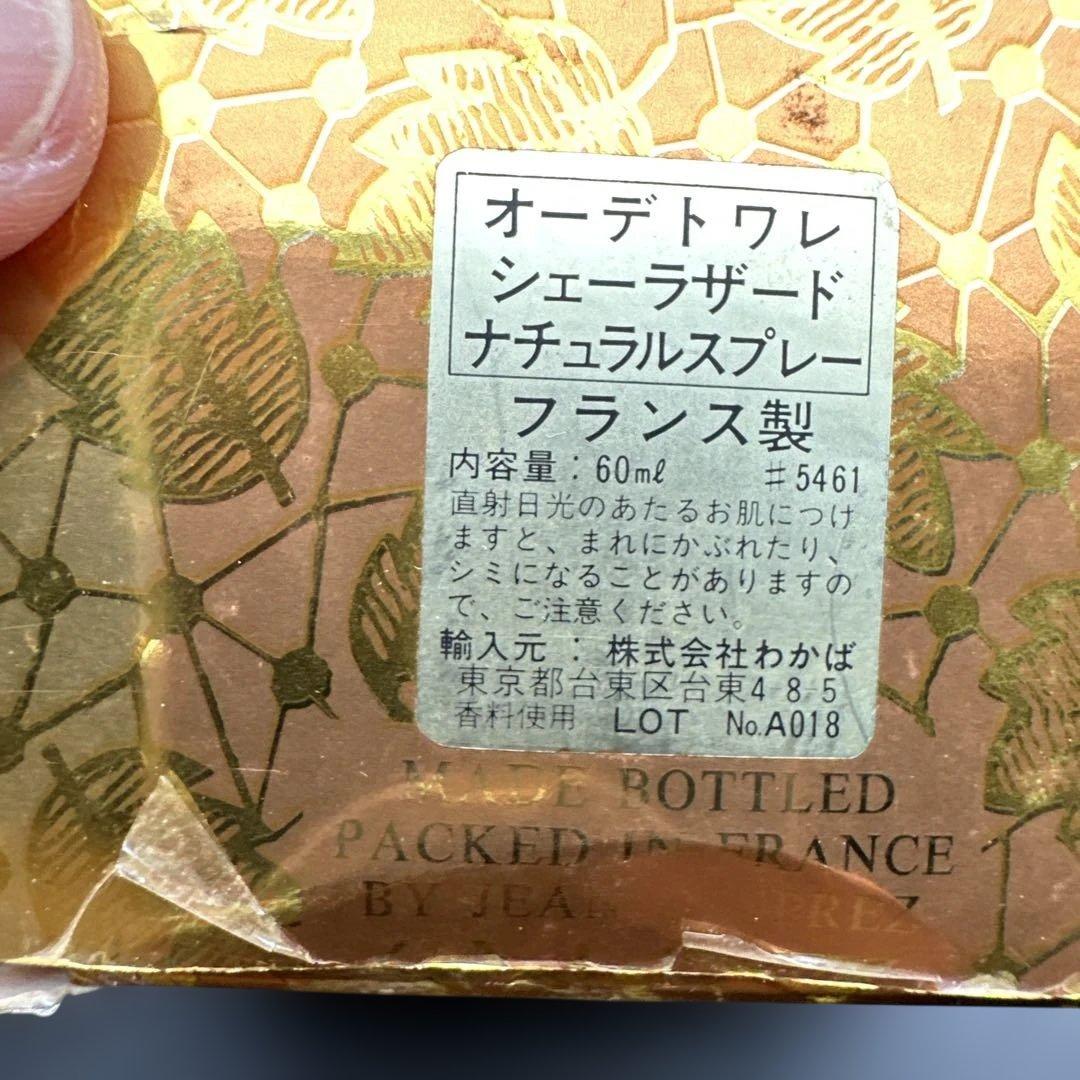 オーデトワレ
シェーラザード
ナチュラルスプレー
フランス製
内容量：60㎖ ♯5461
直射日光のあたるお肌につけ
ますと、まれにかぶれたり、
シミになることがありますの
で、ご注意ください。
輸入元：株式会社わかば
東京都台東区台東4-8-5
香料使用 LOT No.A018
MADE BOTTLED
PACKED IN FRANCE
BY JEAN